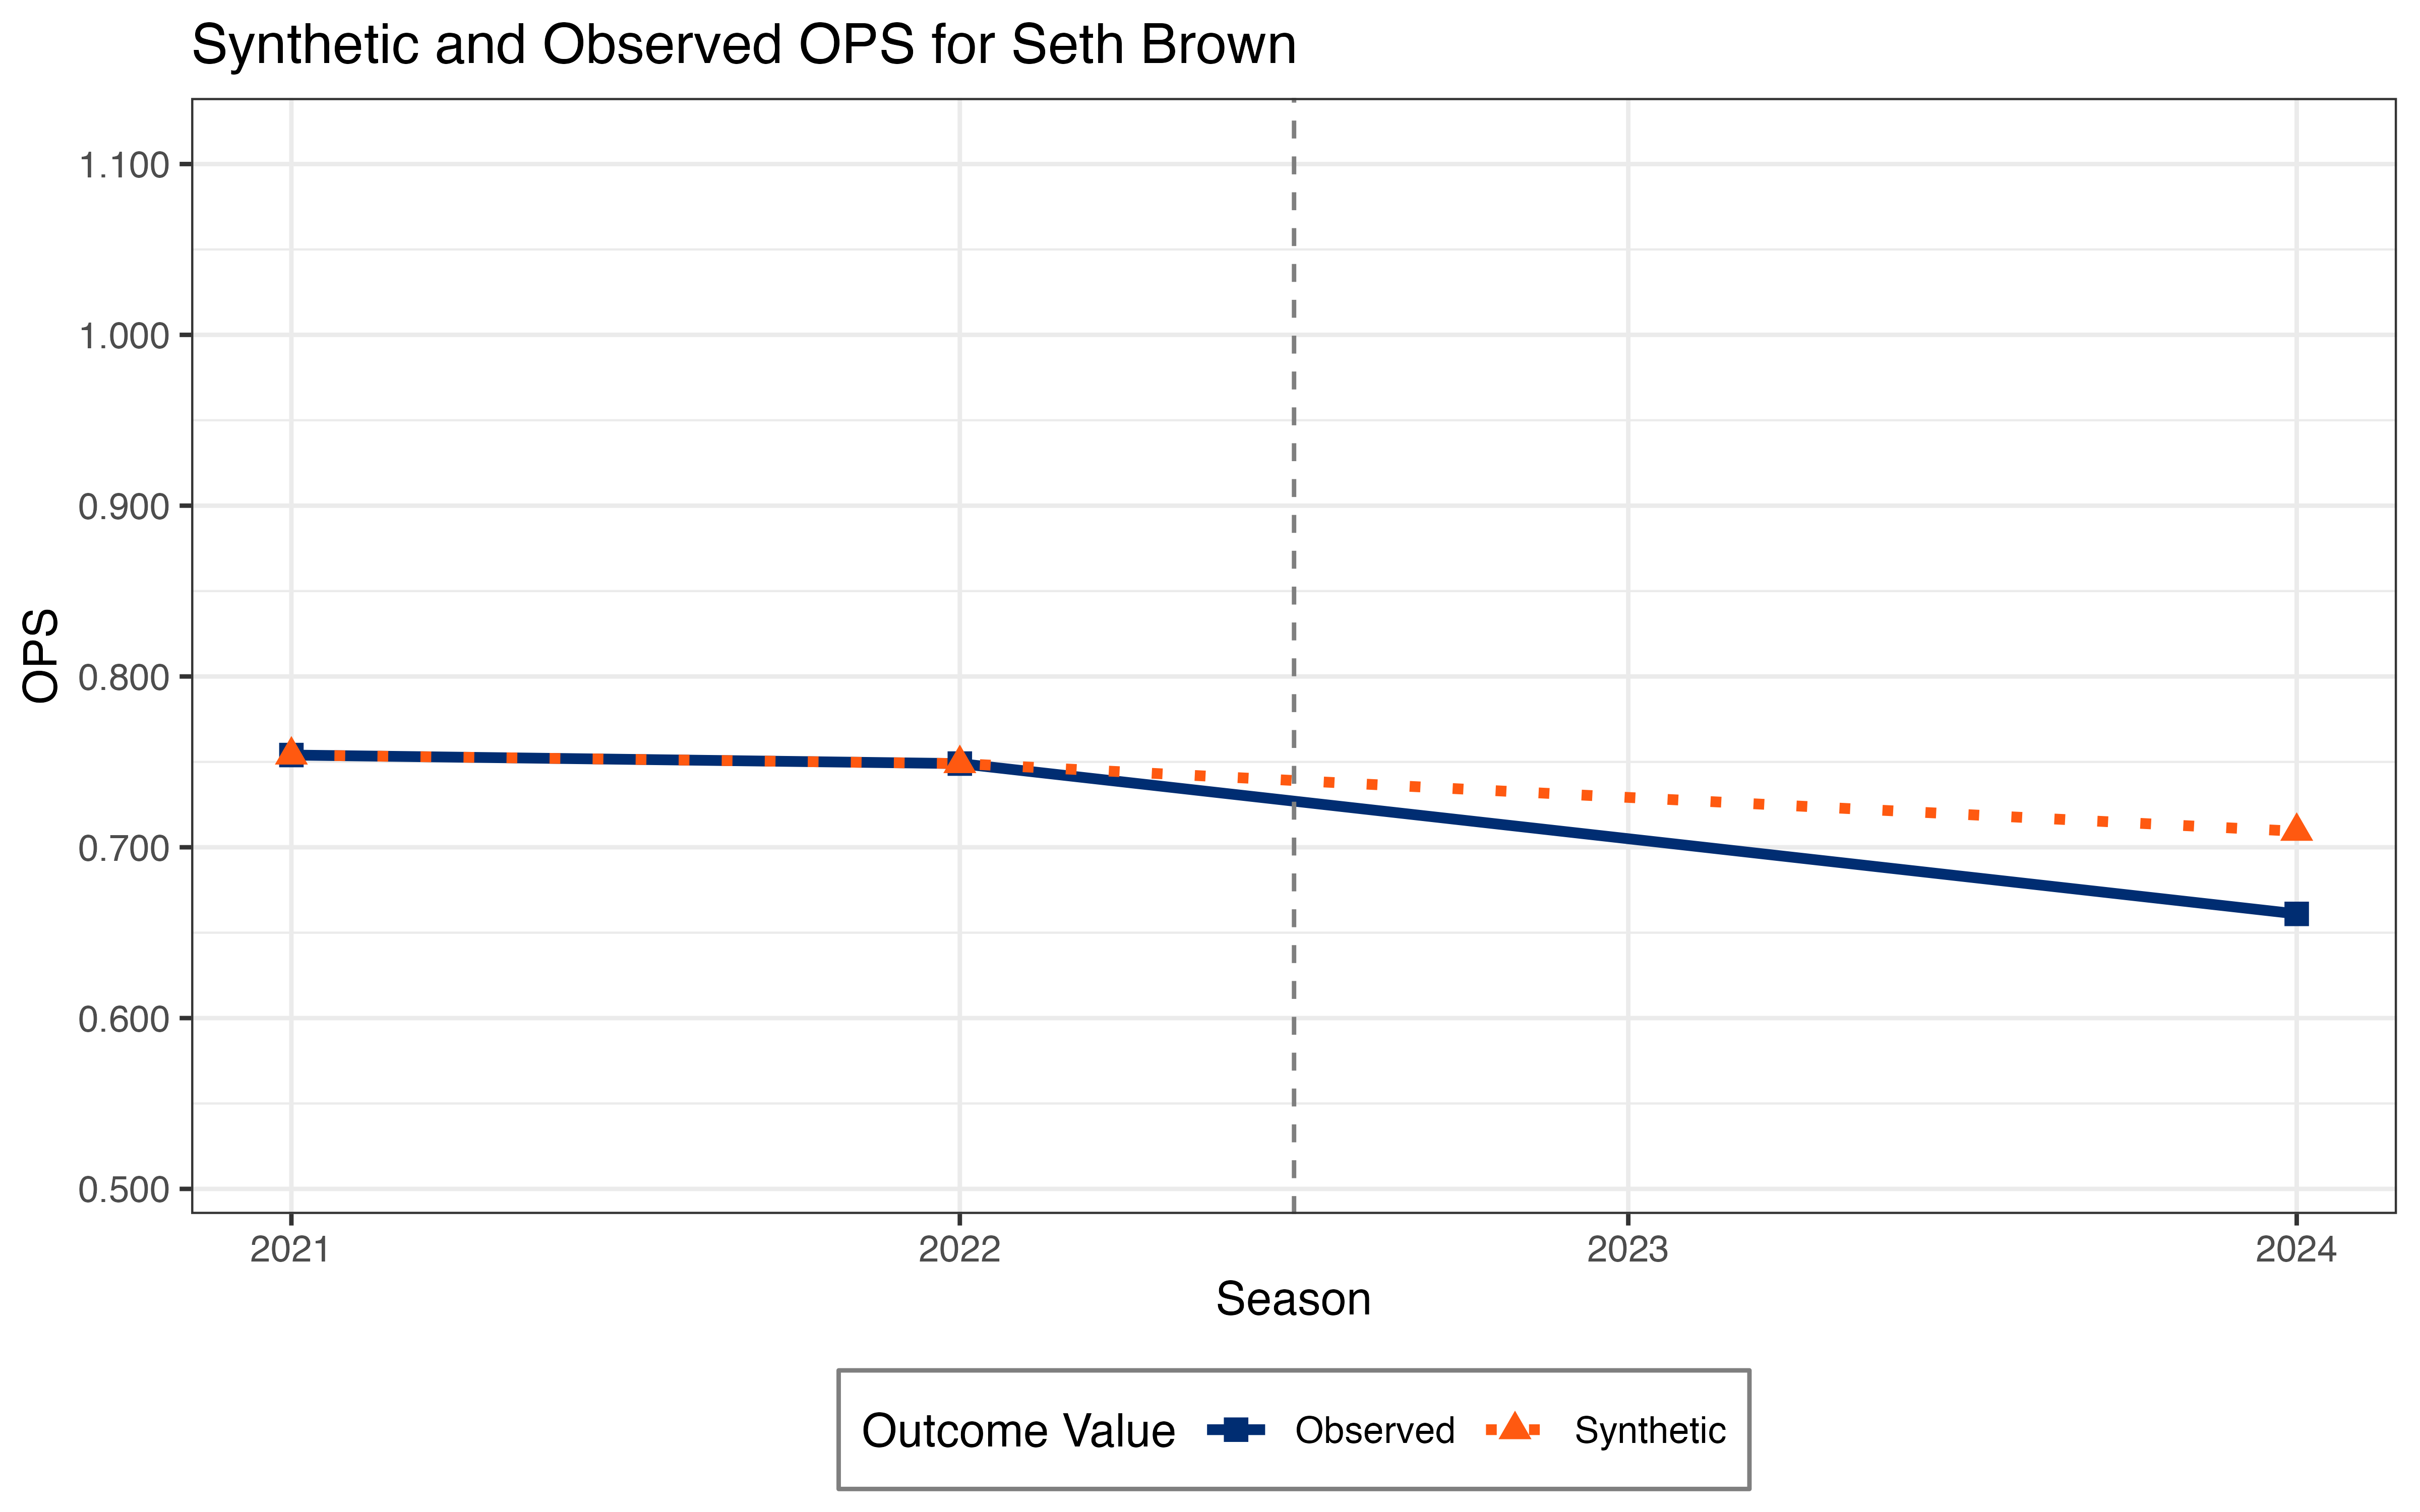 Synthetic and Observed OPS for Seth Brown
1.100
1.000
0.900
0.800
0.700
0.600
0.500
OPS
2021 2022 2023 2024
Season
Outcome Value Observed Synthetic